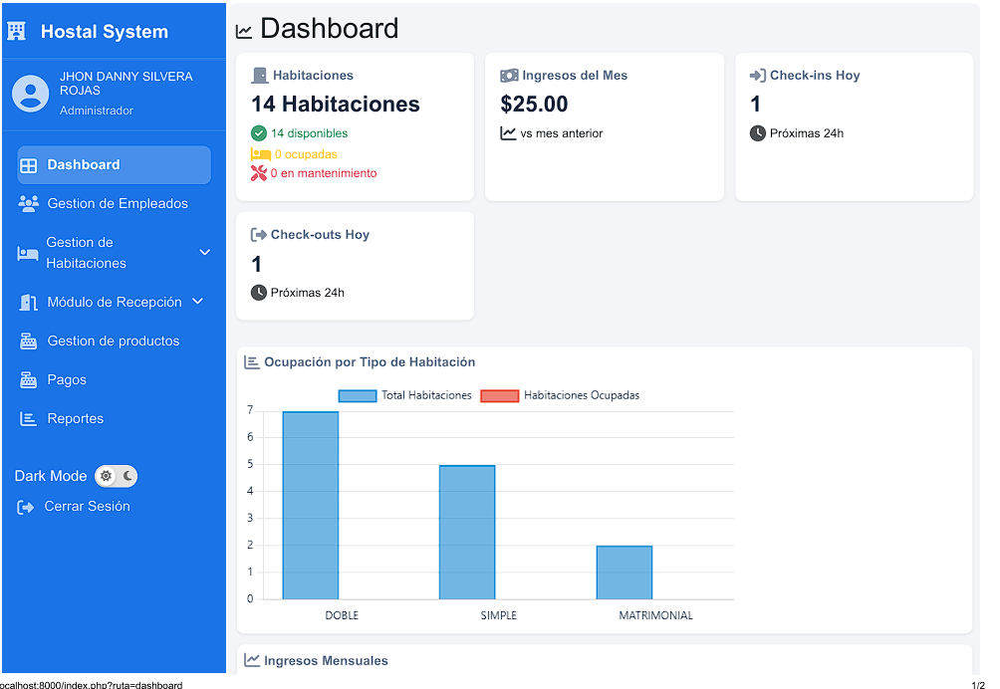 Hostal System
JHON DANNY SILVERA
ROJAS
Administrador
Dashboard
Gestion de Empleados
Gestion de
Habitaciones
Módulo de Recepción
Gestion de productos
Pagos
Reportes
Dark Mode
Cerrar Sesión
Dashboard
Habitaciones
14 Habitaciones
14 disponibles
0 ocupadas
0 en mantenimiento
Ingresos del Mes
$25.00
vs mes anterior
Check-ins Hoy
1
Próximas 24h
Check-outs Hoy
1
Próximas 24h
Ocupación por Tipo de Habitación
Total Habitaciones Habitaciones Ocupadas
7
6
5
4
3
2
1
0
DOBLE SIMPLE MATRIMONIAL
Ingresos Mensuales
ocalhost:8000/index.php?ruta=dashboard 1/2